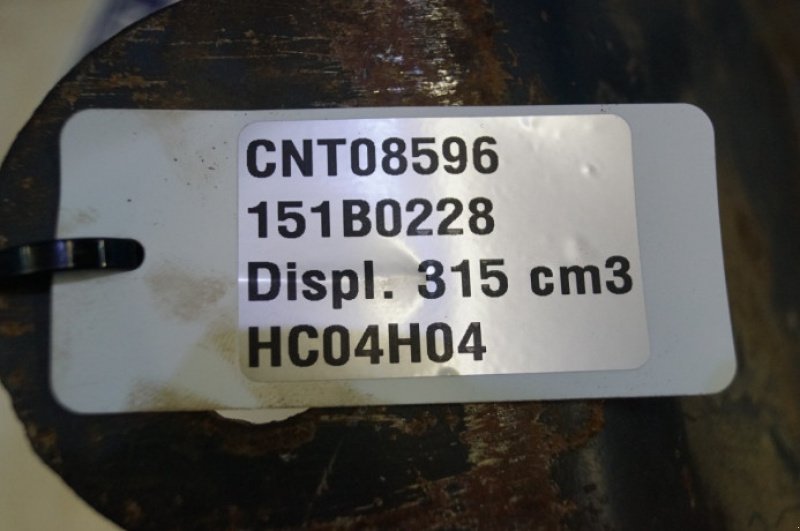 CNT08596
151B0228
Displ. 315 cm3
HC04H04